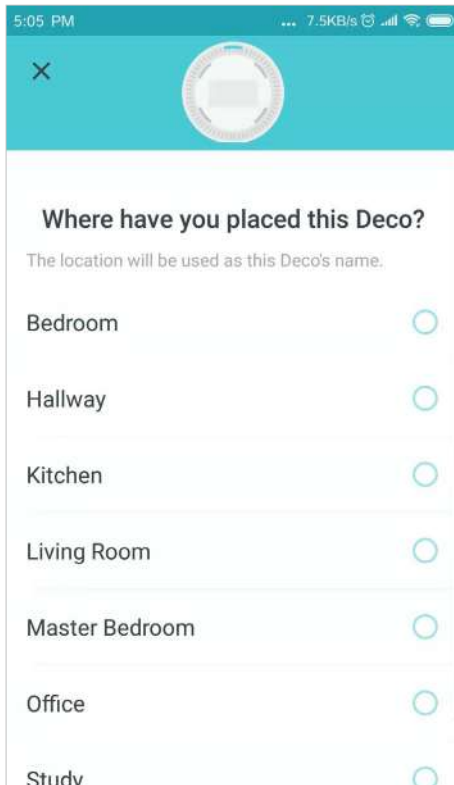 5:05 PM ... 7.5KB/s
Where have you placed this Deco?
The location will be used as this Deco's name.
Bedroom
Hallway
Kitchen
Living Room
Master Bedroom
Office
Study